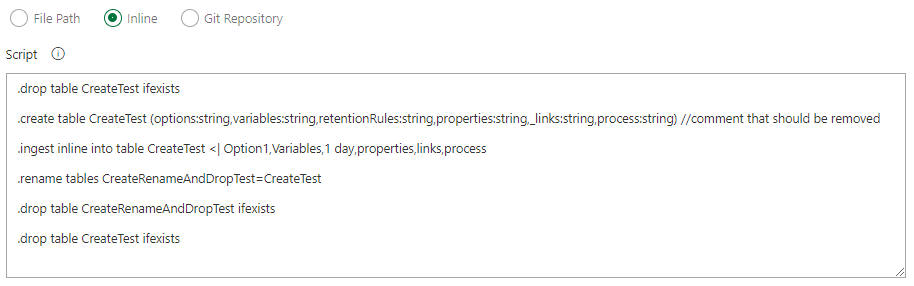 File Path Inline Git Repository
Script
.drop table CreateTest ifexists
.create table CreateTest (options:string,variables:string,retentionRules:string,properties:string,_links:string,process:string) //comment that should be removed
.ingest inline into table CreateTest <| Option1,Variables,1 day,properties,links,process
.rename tables CreateRenameAndDropTest=CreateTest
.drop table CreateRenameAndDropTest ifexists
.drop table CreateTest ifexists